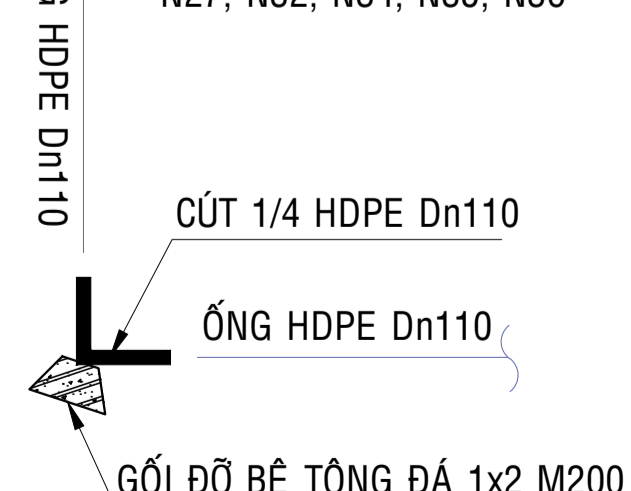 HDPE Dn110
CÚT 1/4 HDPE Dn110
ỐNG HDPE Dn110
GỐI ĐỠ BÊ TÔNG ĐÁ 1x2 M200